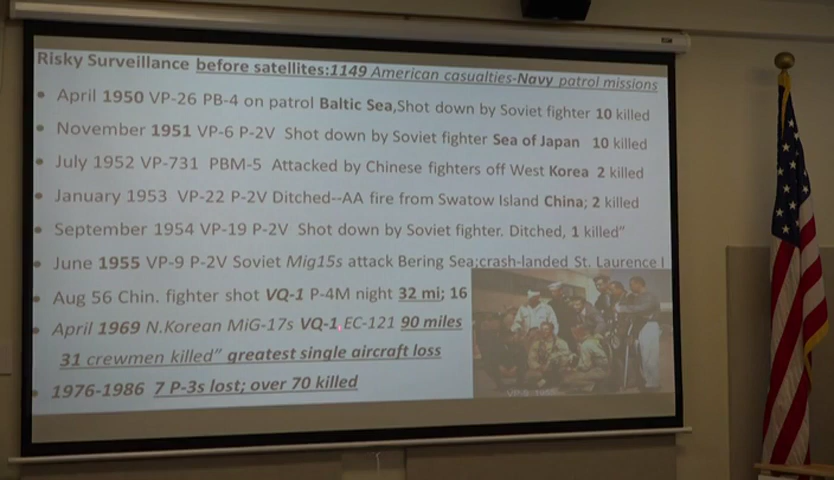 Risky Surveillance before satellites:1149 American casualties-Navy patrol missions
• April 1950 VP-26 PB-4 on patrol Baltic Sea,Shot down by Soviet fighter 10 killed
• November 1951 VP-6 P-2V Shot down by Soviet fighter Sea of Japan 10 killed
• July 1952 VP-731 PBM-5 Attacked by Chinese fighters off West Korea 2 killed
• January 1953 VP-22 P-2V Ditched--AA fire from Swatow Island China; 2 killed
• September 1954 VP-19 P-2V Shot down by Soviet fighter. Ditched, 1 killed"
• June 1955 VP-9 P-2V Soviet Mig15s attack Bering Sea;crash-landed St. Laurence I
• Aug 56 Chin. fighter shot VQ-1 P-4M night 32 mi; 16
• April 1969 N.Korean MiG-17s VQ-1,EC-121 90 miles
31 crewmen killed" greatest single aircraft loss
• 1976-1986 7 P-3s lost; over 70 killed